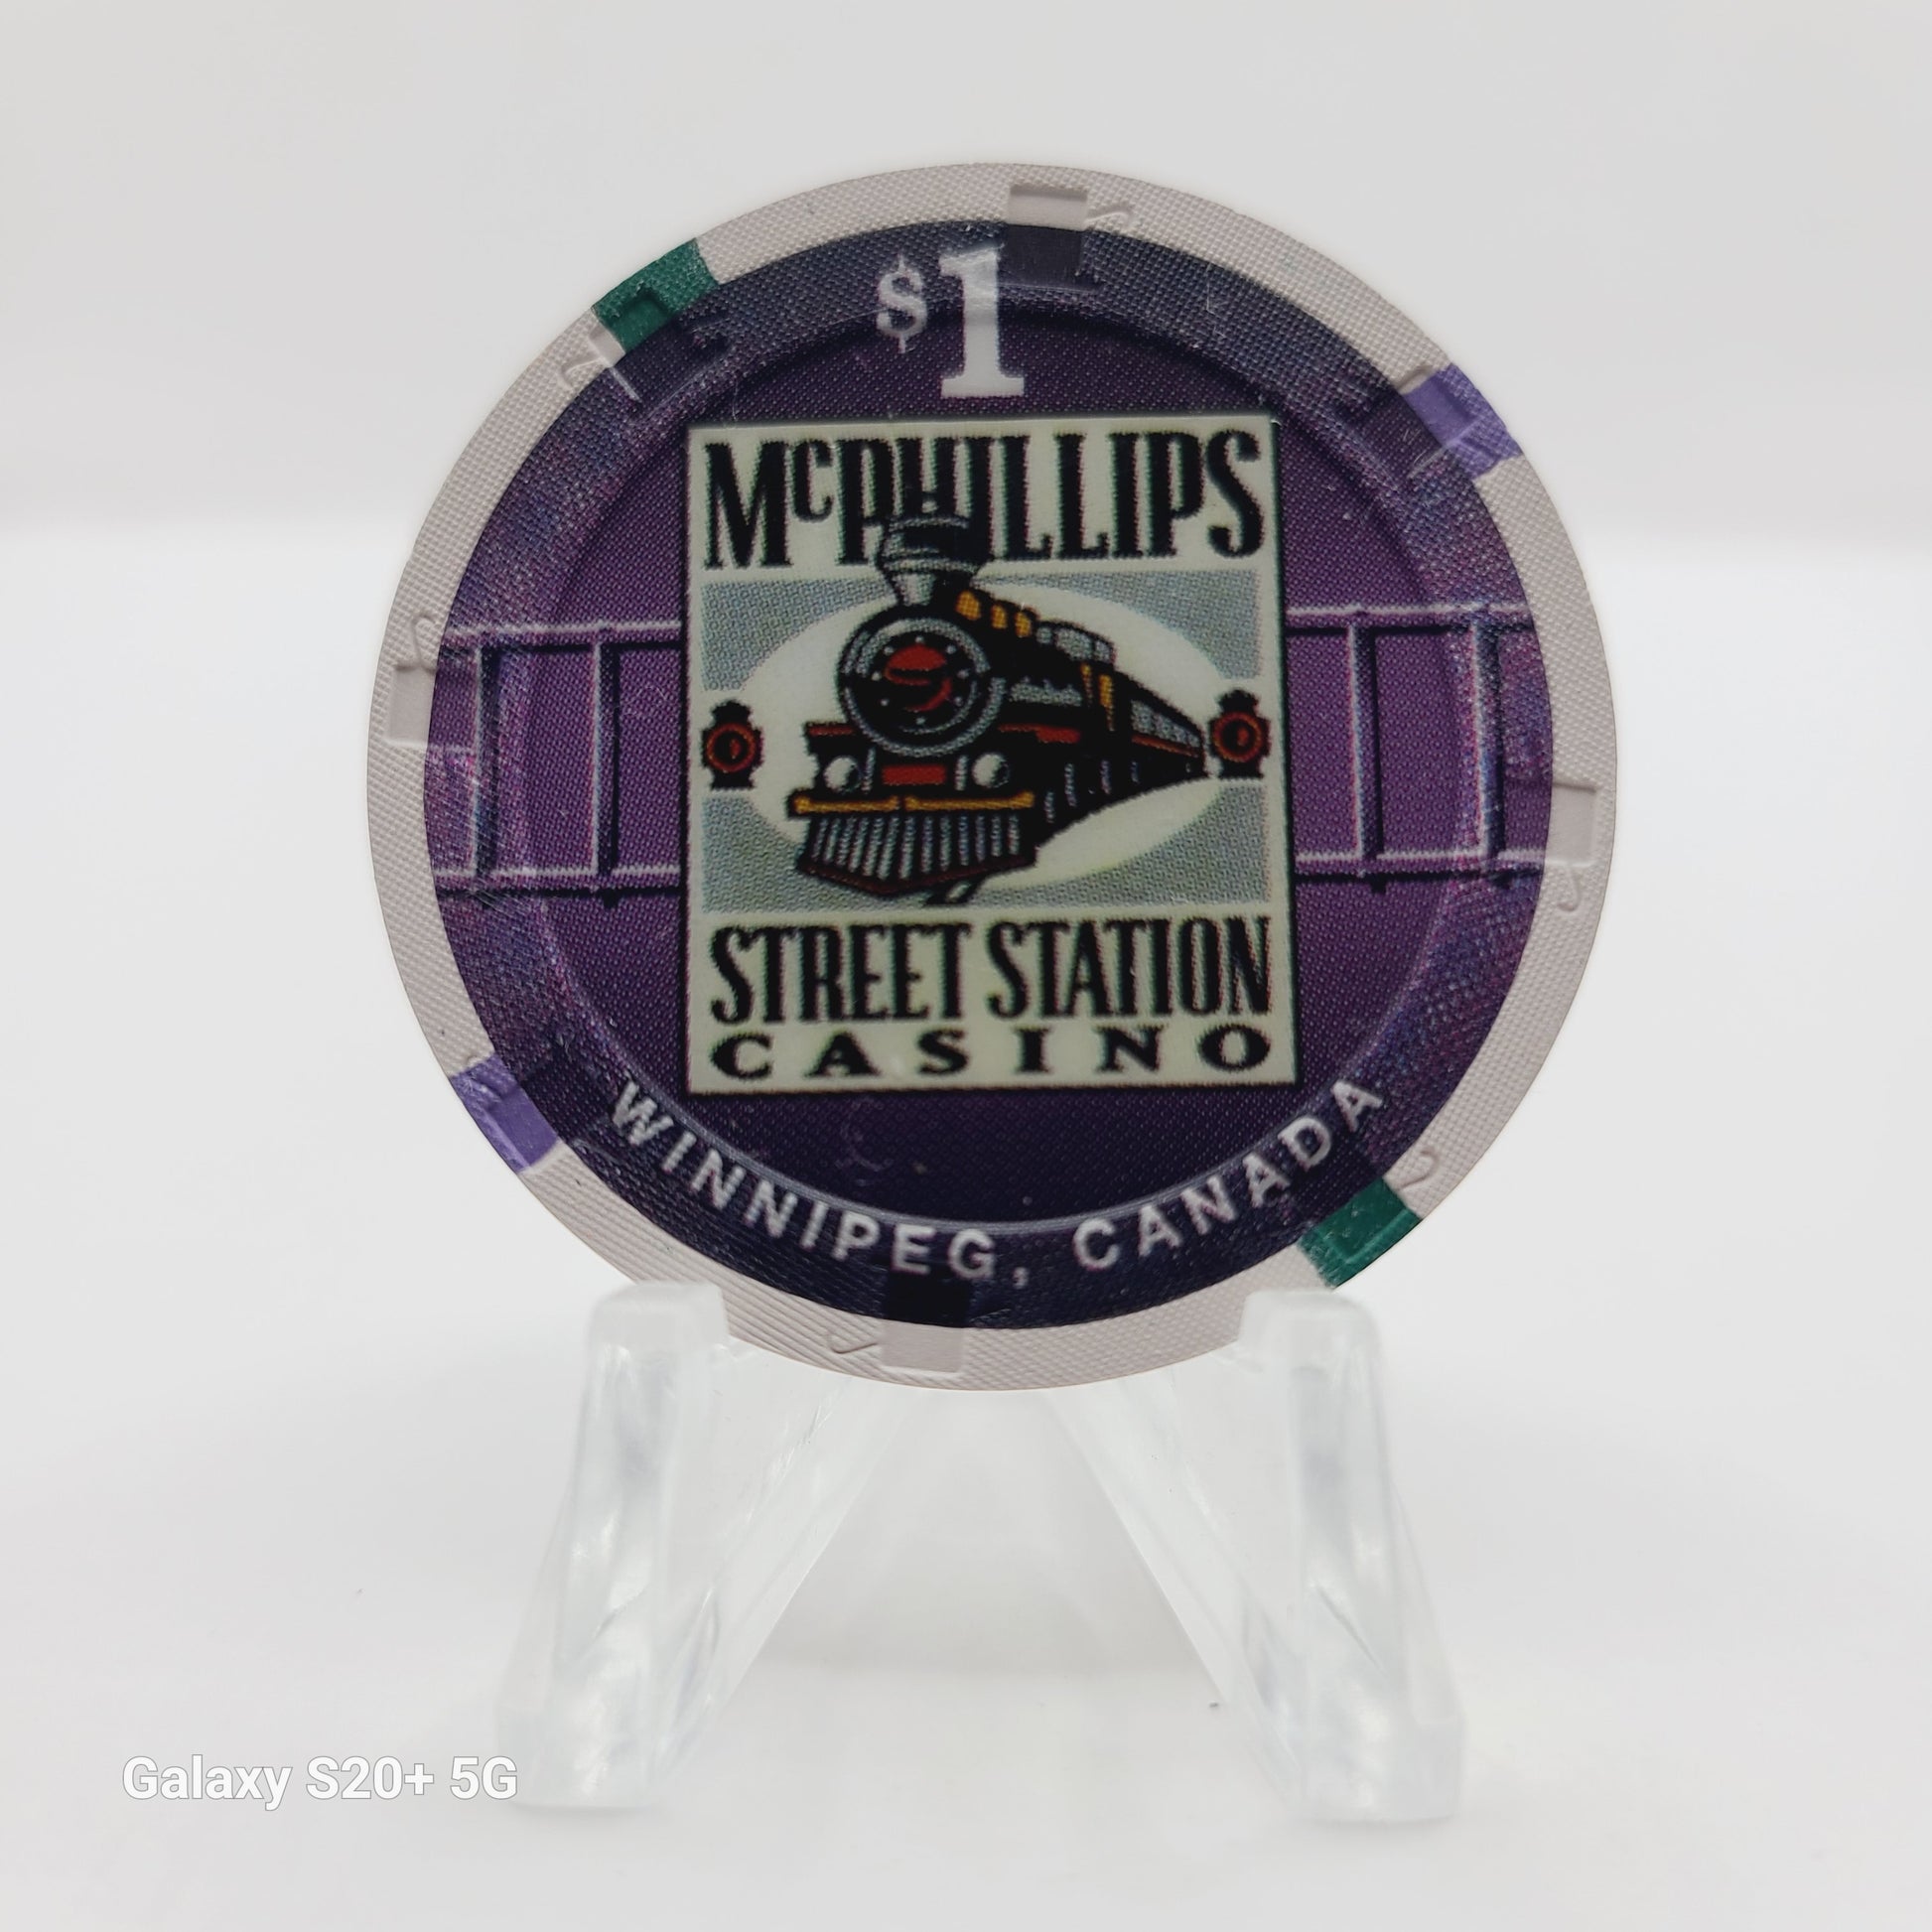 $1
McPHILLIPS
STREET STATION
CASINO
WINNIPEG, CANADA
Galaxy S20+ 5G